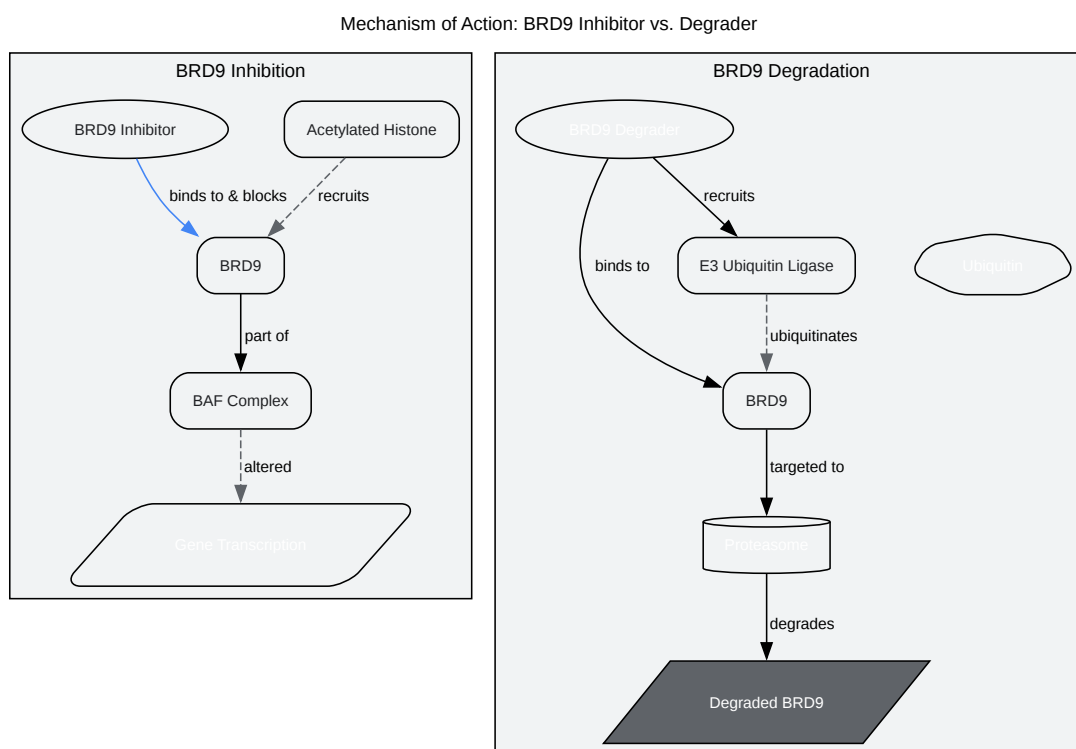 Mechanism of Action: BRD9 Inhibitor vs. Degrader
BRD9 Inhibition
BRD9 Inhibitor
Acetylated Histone
binds to & blocks
recruits
BRD9
part of
BAF Complex
altered
Gene Transcription
BRD9 Degradation
BRD9 Degrader
recruits
binds to
E3 Ubiquitin Ligase
Ubiquitin
ubiquitinates
BRD9
targeted to
Proteasome
degrades
Degraded BRD9